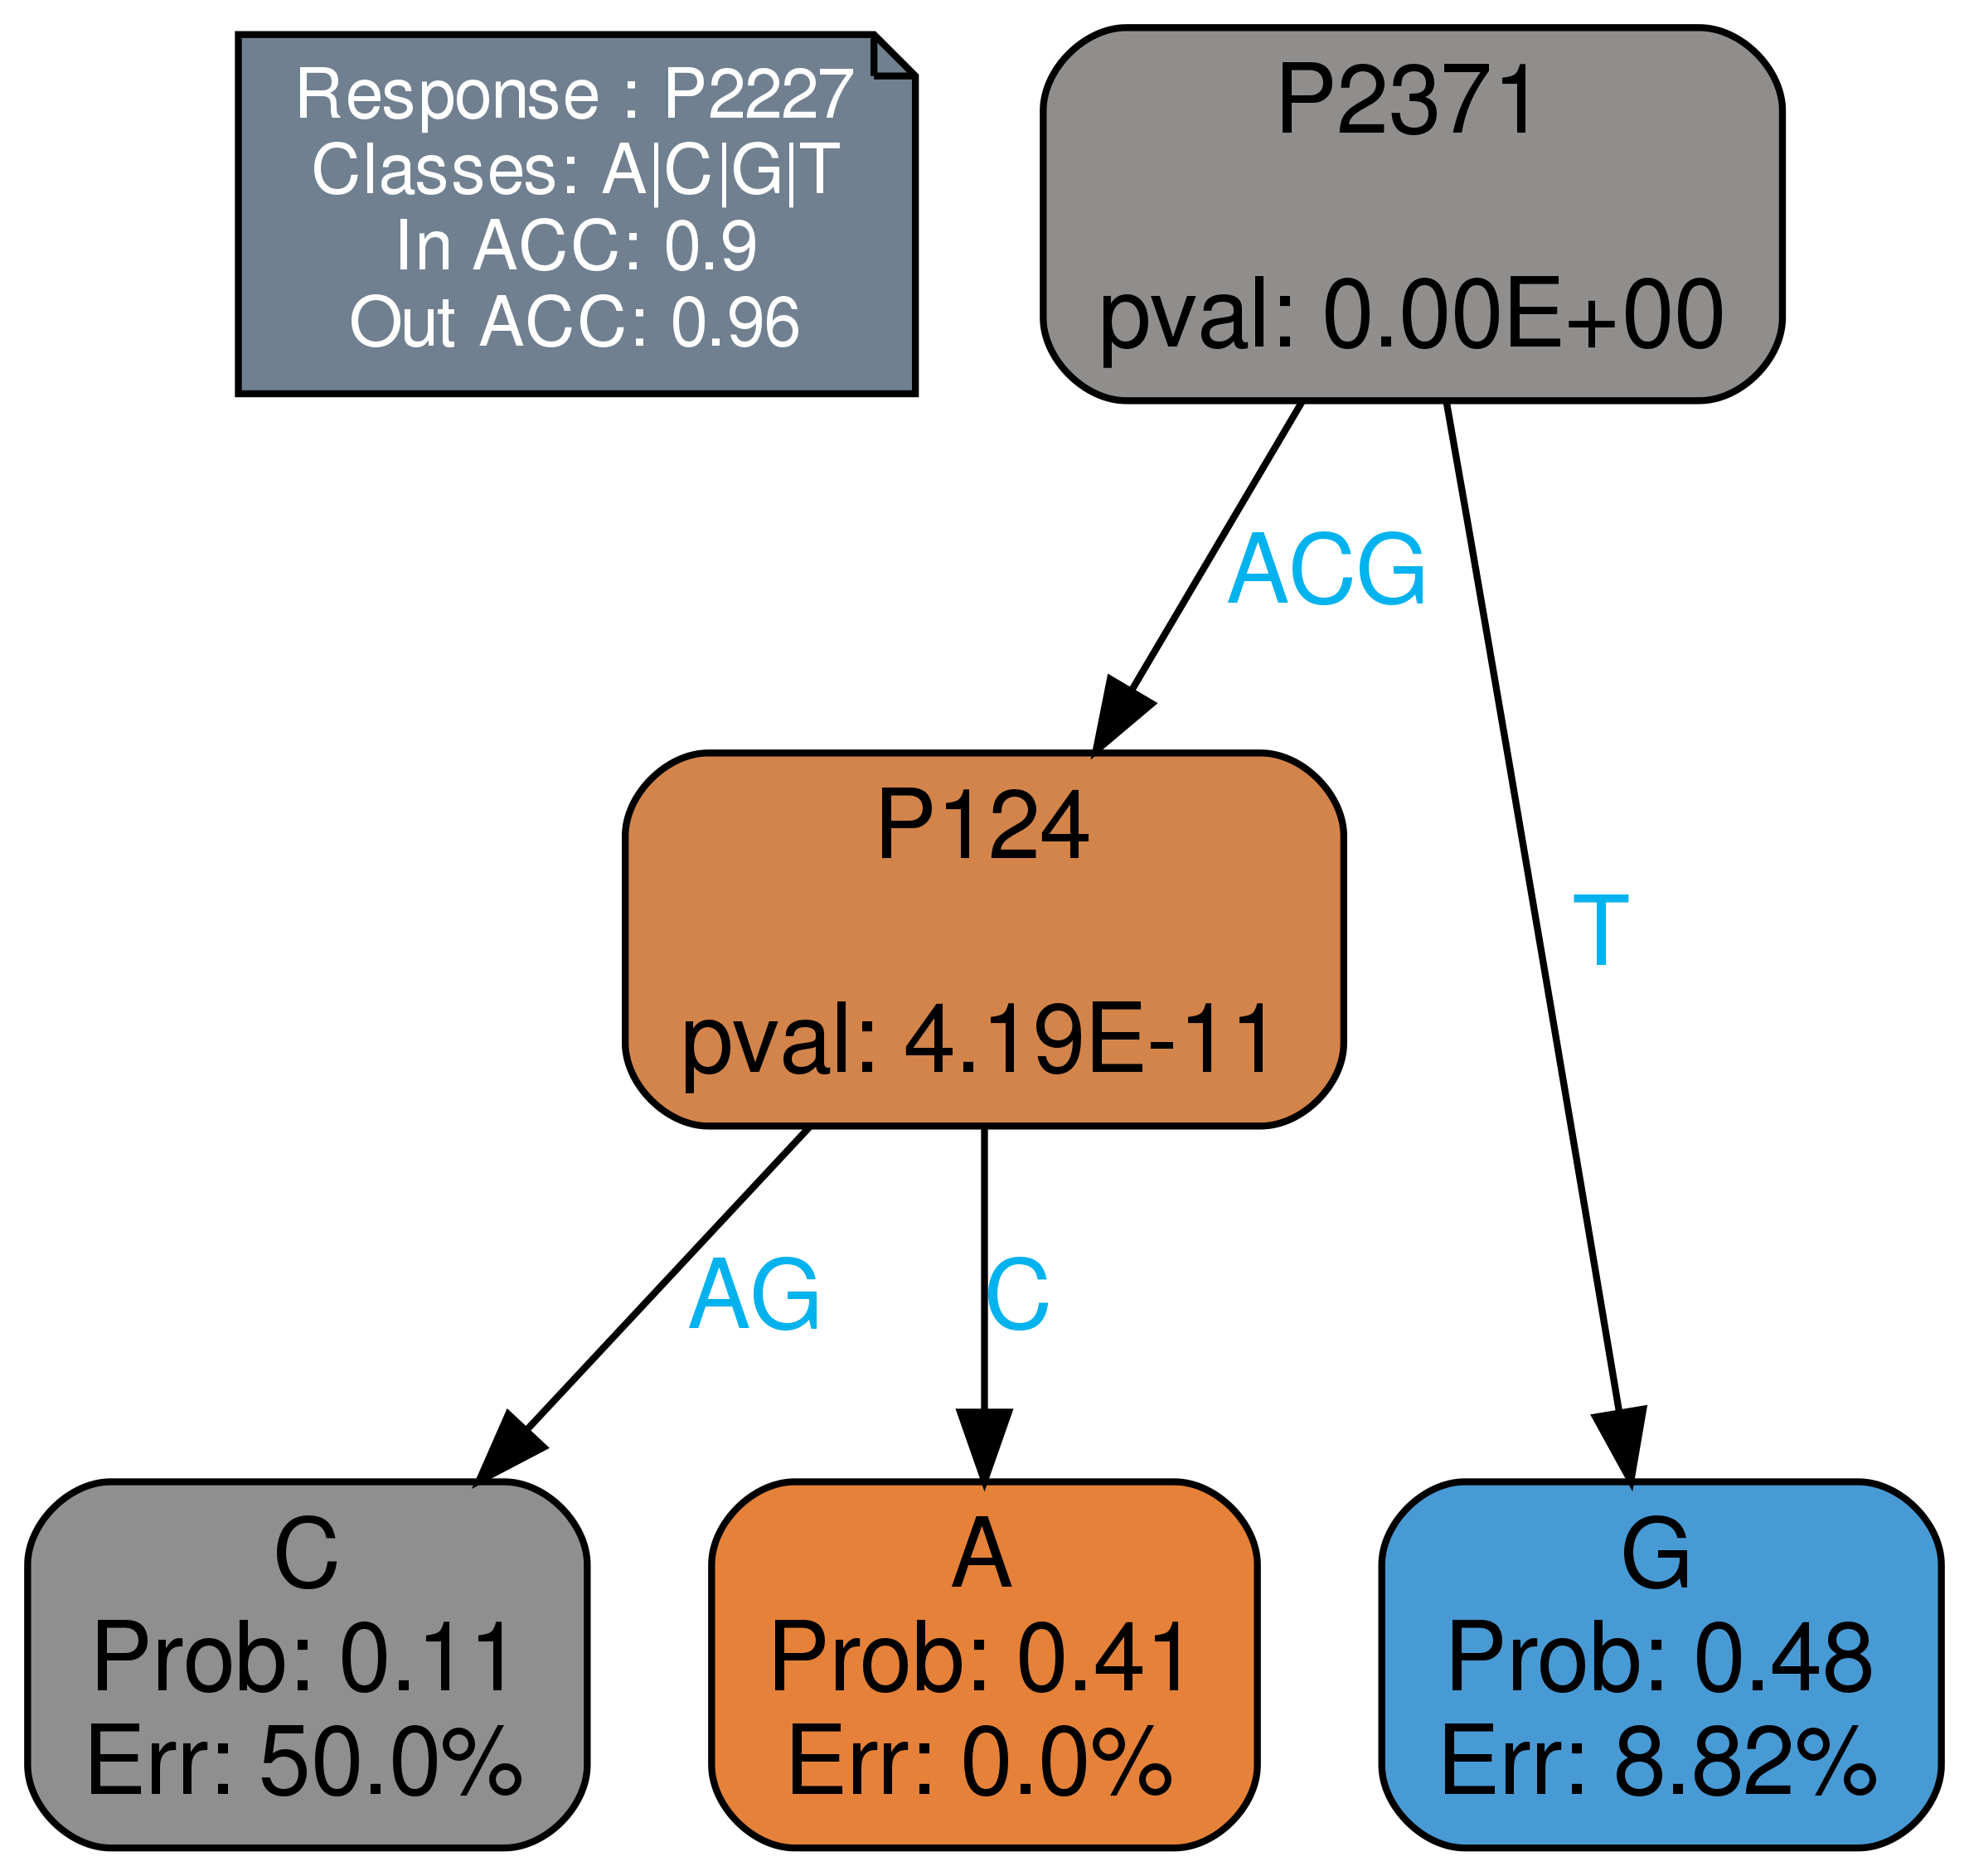 Response : P2227
Classes: A|C|G|T
In ACC: 0.9
Out ACC: 0.96
P2371
pval: 0.00E+00
ACG
T
P124
pval: 4.19E-11
AG
C
C
Prob: 0.11
Err: 50.0%
A
Prob: 0.41
Err: 0.0%
G
Prob: 0.48
Err: 8.82%